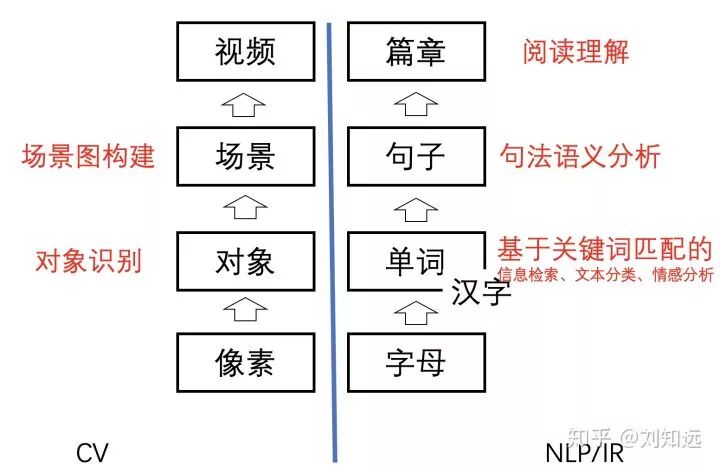 视频
篇章
阅读理解
场景图构建
场景
句子
句法语义分析
对象识别
对象
单词
汉字
基于关键词匹配的
信息检索、文本分类、情感分析
像素
字母
知乎 @刘知远
CV
NLP/IR